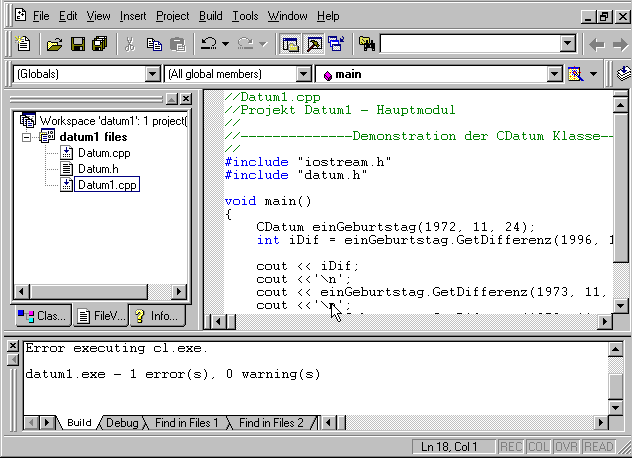 File Edit View Insert Project Build Tools Window Help
(Globals) (All global members) main
Workspace 'datum1': 1 project(
datum1 files
Datum.cpp
Datum.h
Datum1.cpp
Clas... FileV... Info...
//Datum1.cpp
//Projekt Datum1 - Hauptmodul
//
//--------------Demonstration der CDatum Klasse--
//
#include "iostream.h"
#include "datum.h"
void main()
{
CDatum einGeburtstag(1972, 11, 24);
int iDif = einGeburtstag.GetDifferenz(1996, 1
cout << iDif;
cout <<'\n';
cout << einGeburtstag.GetDifferenz(1973, 11,
cout <<'\n';
Error executing cl.exe.
datum1.exe - 1 error(s), 0 warning(s)
Build Debug Find in Files 1 Find in Files 2
Ln 18, Col 1 REC COL OVR READ